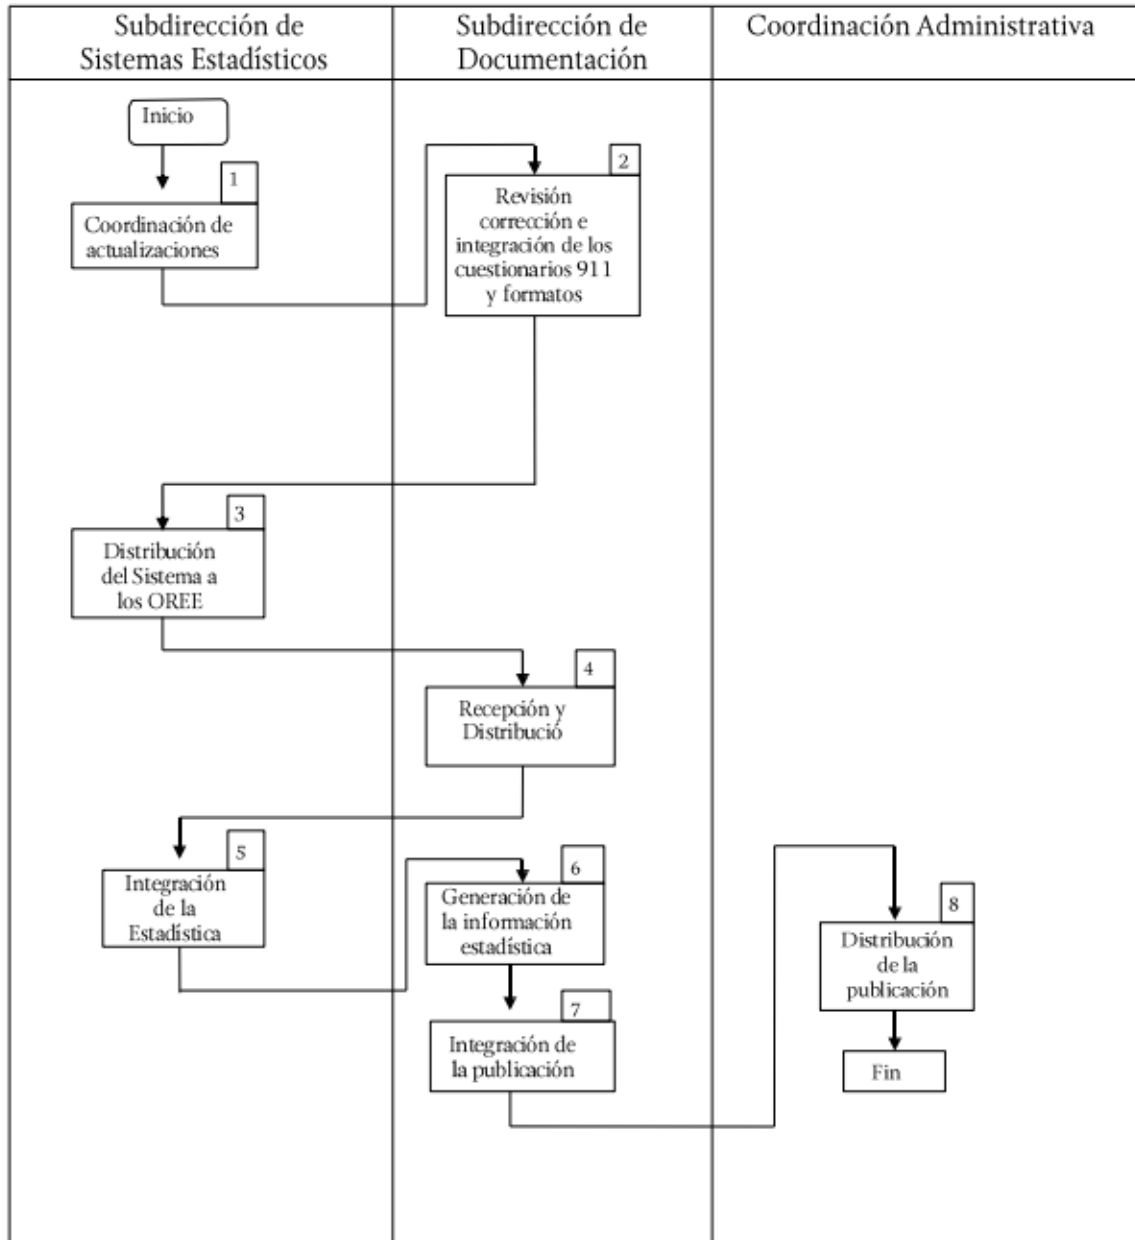 Subdirección de
Sistemas Estadísticos
Subdirección de
Documentación
Coordinación Administrativa
Inicio
1
Coordinación de
actualizaciones
2
Revisión
corrección e
integración de los
cuestionarios 911
y formatos
3
Distribución
del Sistema a
los OREE
4
Recepción y
Distribució
5
Integración
de la
Estadística
6
Generación de
la información
estadística
7
Integración de
la publicación
8
Distribución
de la
publicación
Fin